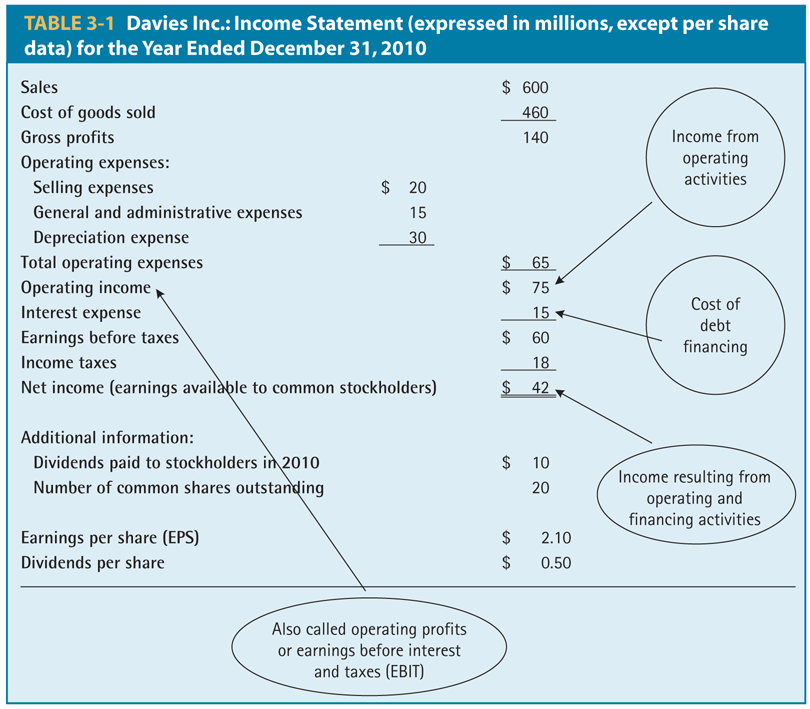 TABLE 3-1 Davies Inc.: Income Statement (expressed in millions, except per share
data) for the Year Ended December 31, 2010
Sales $ 600
Cost of goods sold 460
Gross profits 140
Operating expenses:
Selling expenses $ 20
General and administrative expenses 15
Depreciation expense 30
Total operating expenses $ 65
Operating income $ 75
Interest expense 15
Earnings before taxes $ 60
Income taxes 18
Net income (earnings available to common stockholders) $ 42
Additional information:
Dividends paid to stockholders in 2010 $ 10
Number of common shares outstanding 20
Earnings per share (EPS) $ 2.10
Dividends per share $ 0.50
Income from
operating
activities
Cost of
debt
financing
Income resulting from
operating and
financing activities
Also called operating profits
or earnings before interest
and taxes (EBIT)